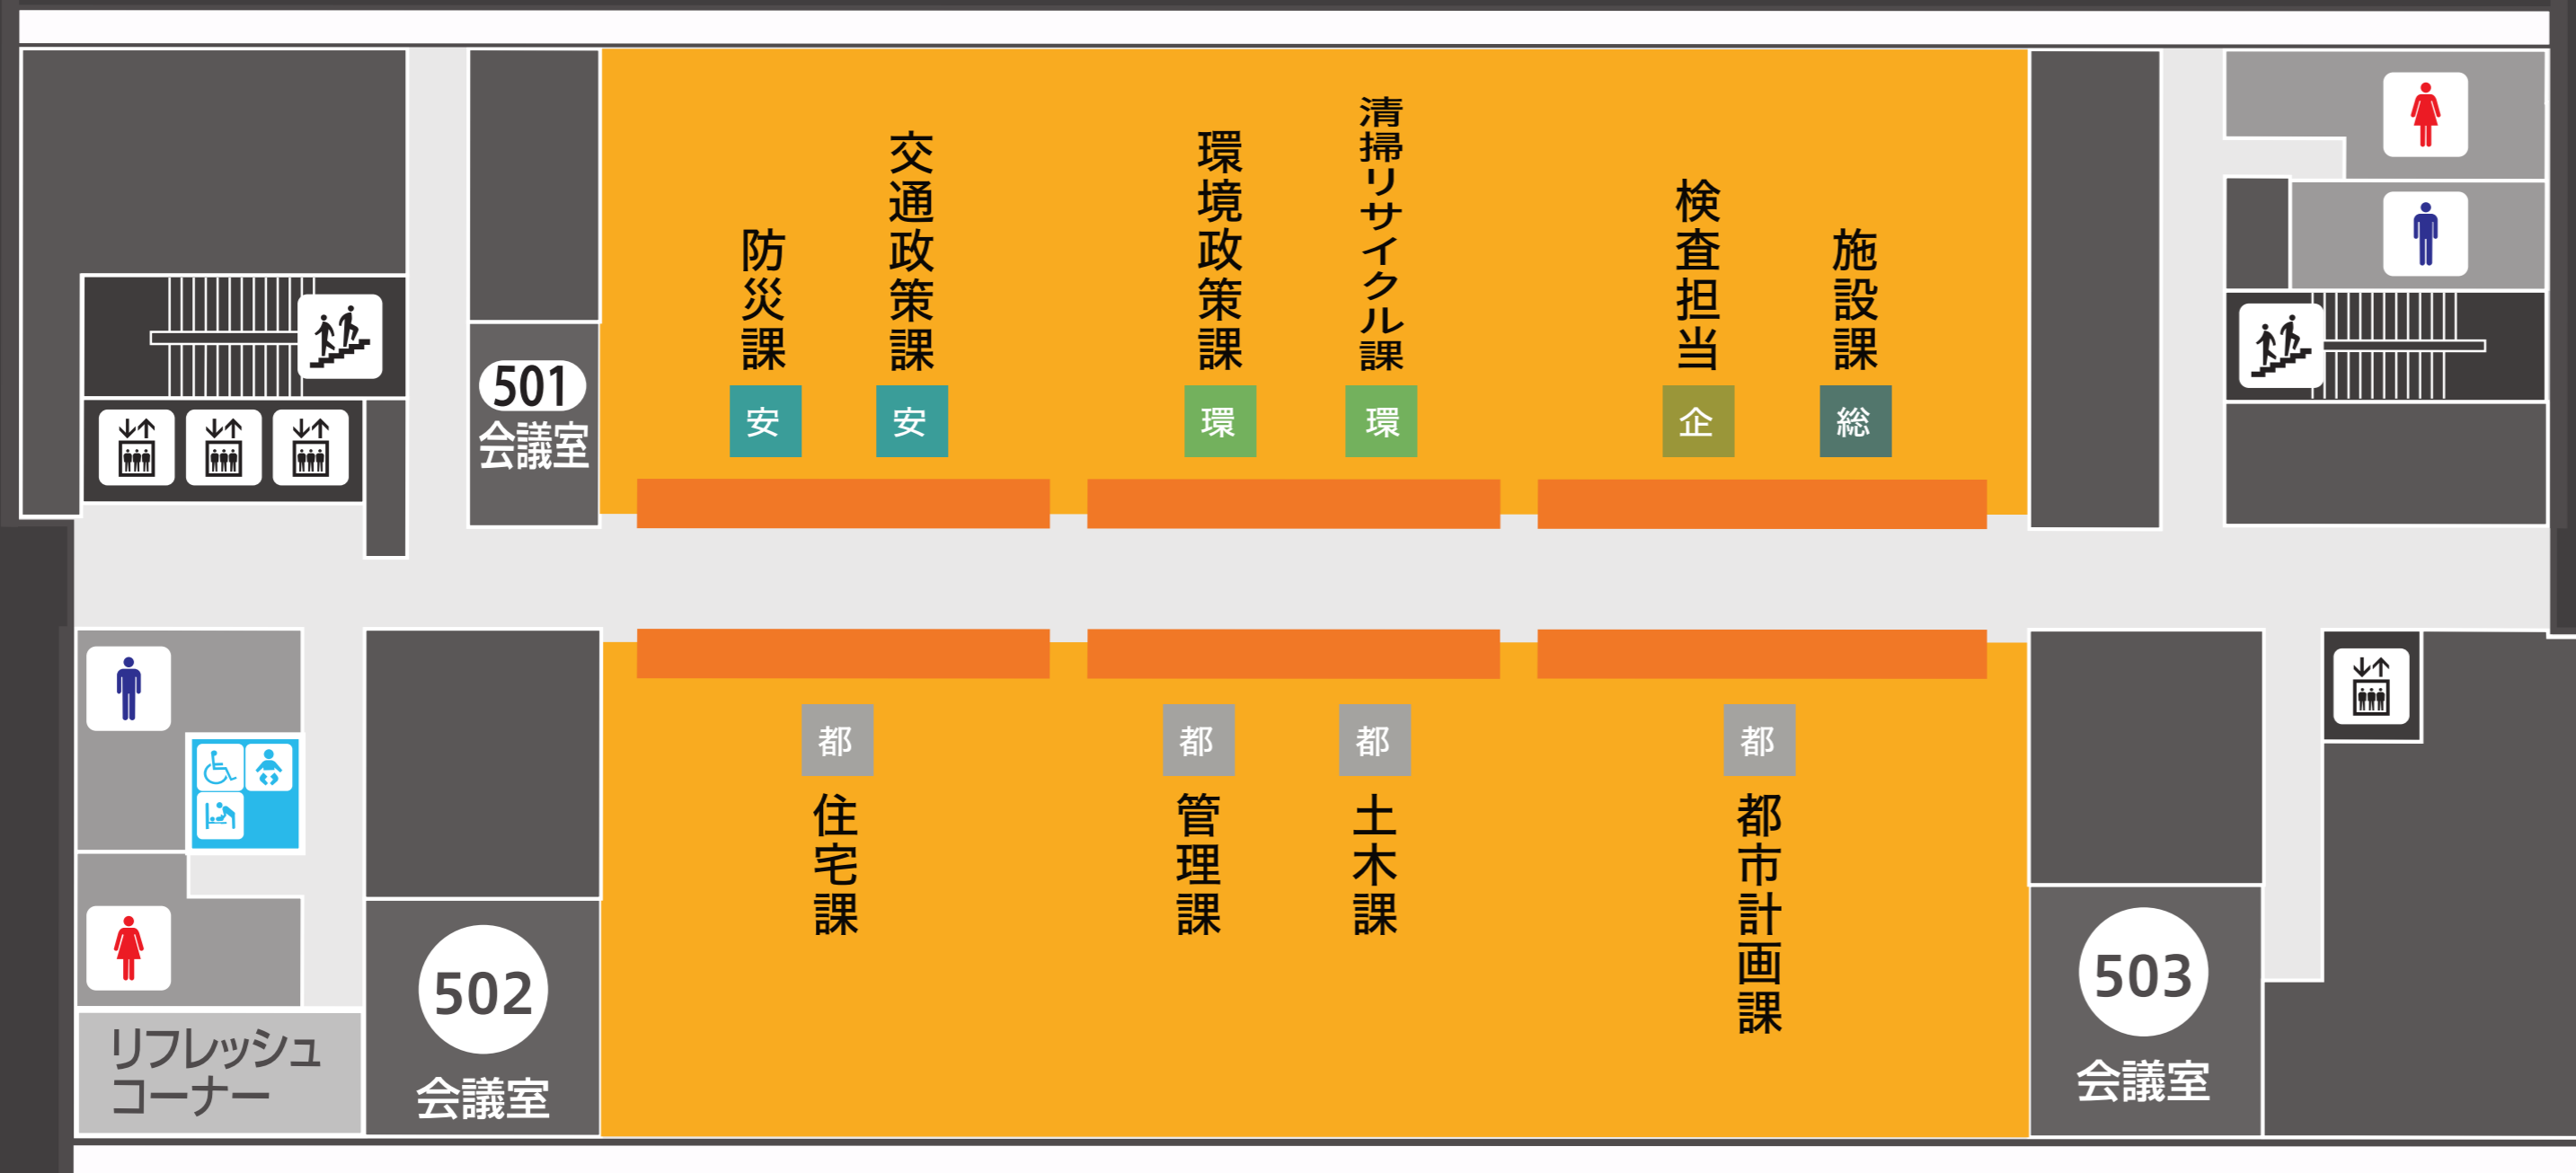 501
会議室
防災課
安
交通政策課
安
環境政策課
環
清掃リサイクル課
環
検査担当
企
施設課
総
都
住宅課
都
管理課
都
土木課
都
都市計画課
502
会議室
503
会議室
リフレッシュ
コーナー